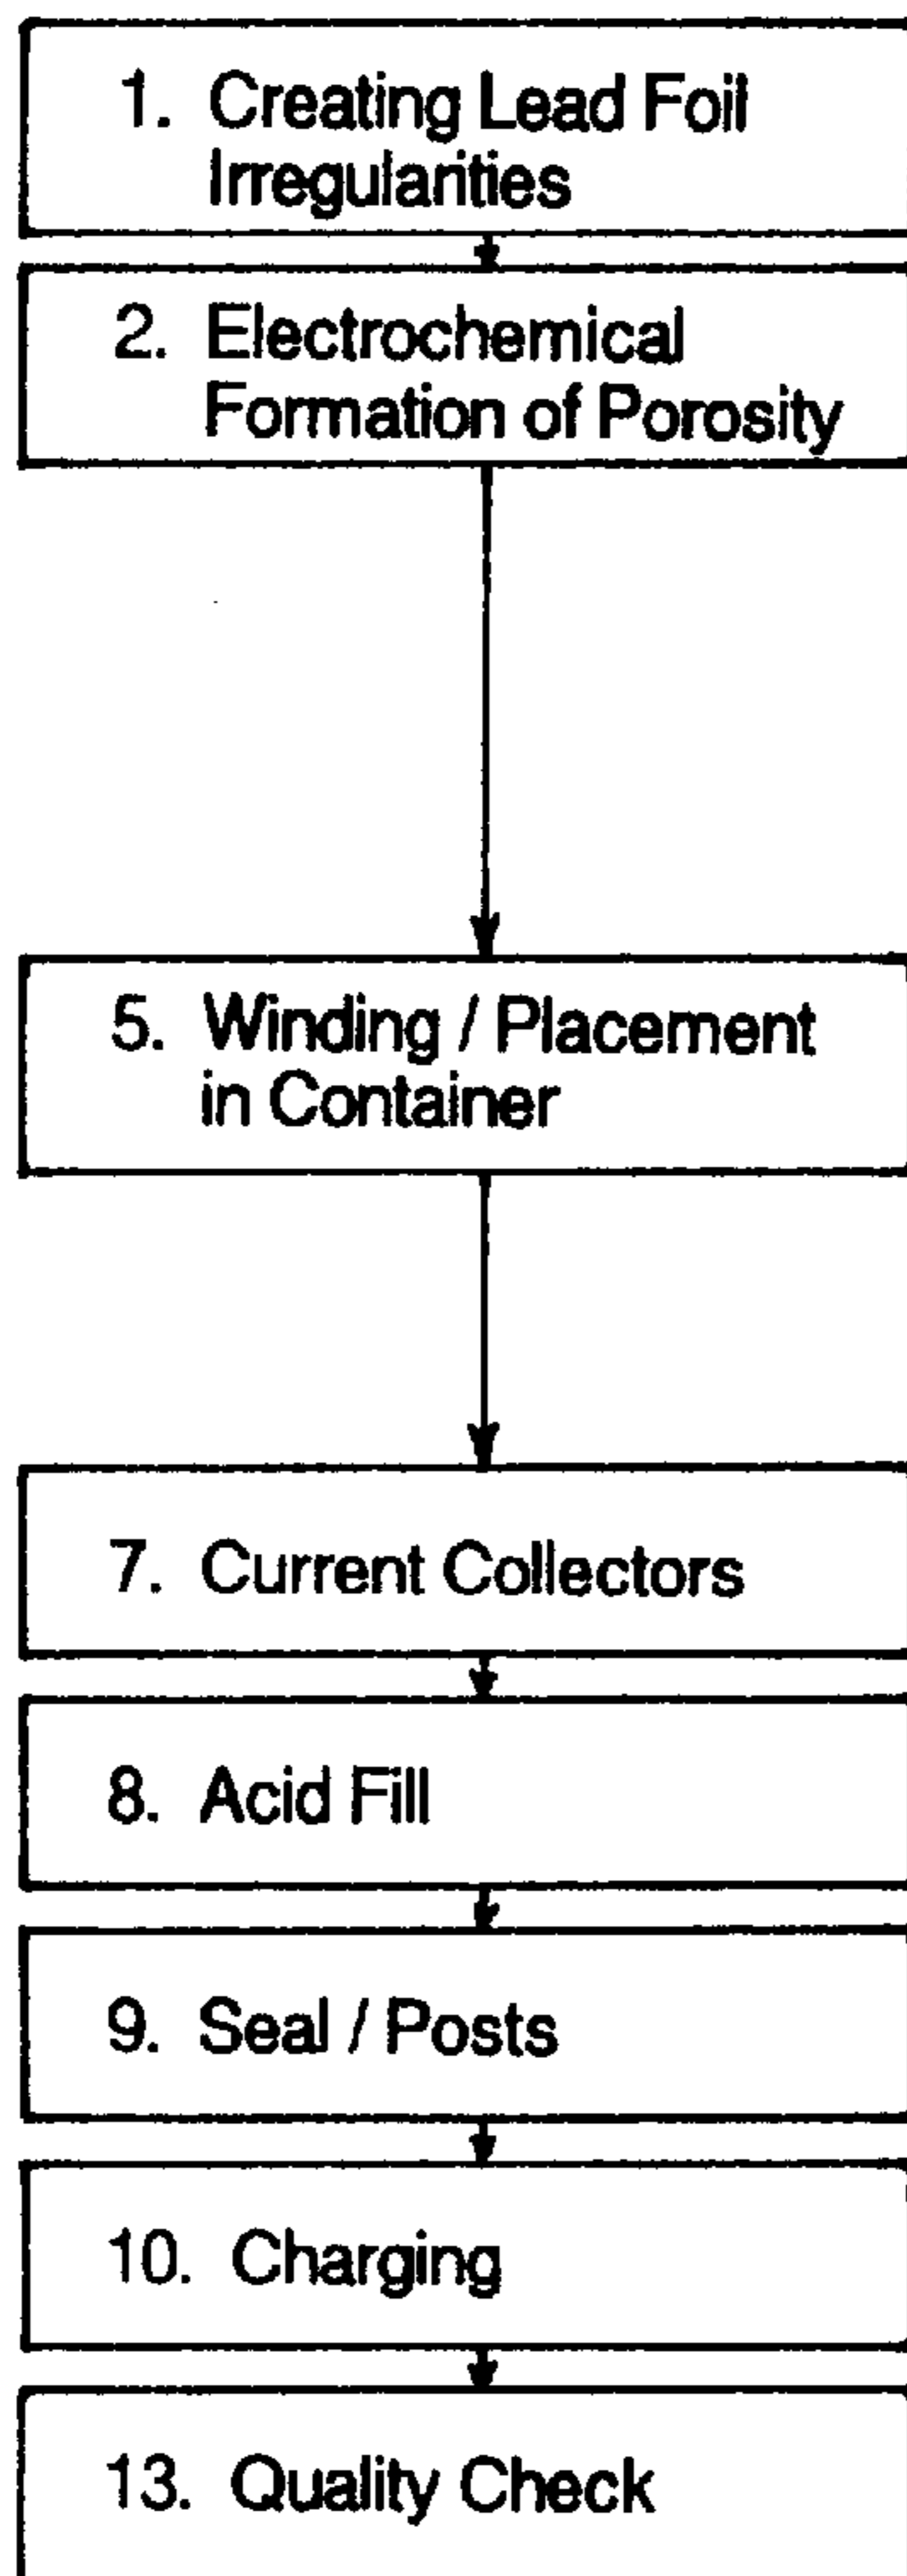 1. Creating Lead Foil
Irregularities
2. Electrochemical
Formation of Porosity
5. Winding / Placement
in Container
7. Current Collectors
8. Acid Fill
9. Seal / Posts
10. Charging
13. Quality Check